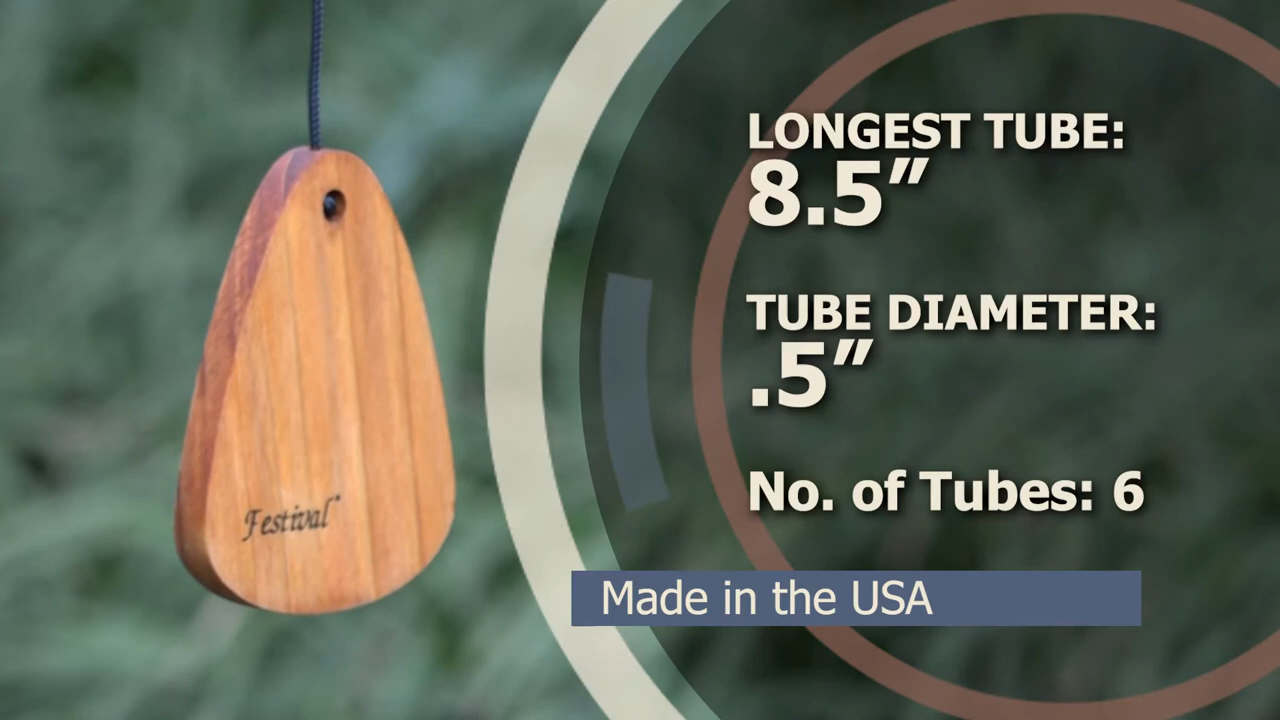 LONGEST TUBE:
8.5"
TUBE DIAMETER:
.5"
No. of Tubes: 6
Made in the USA
Festival